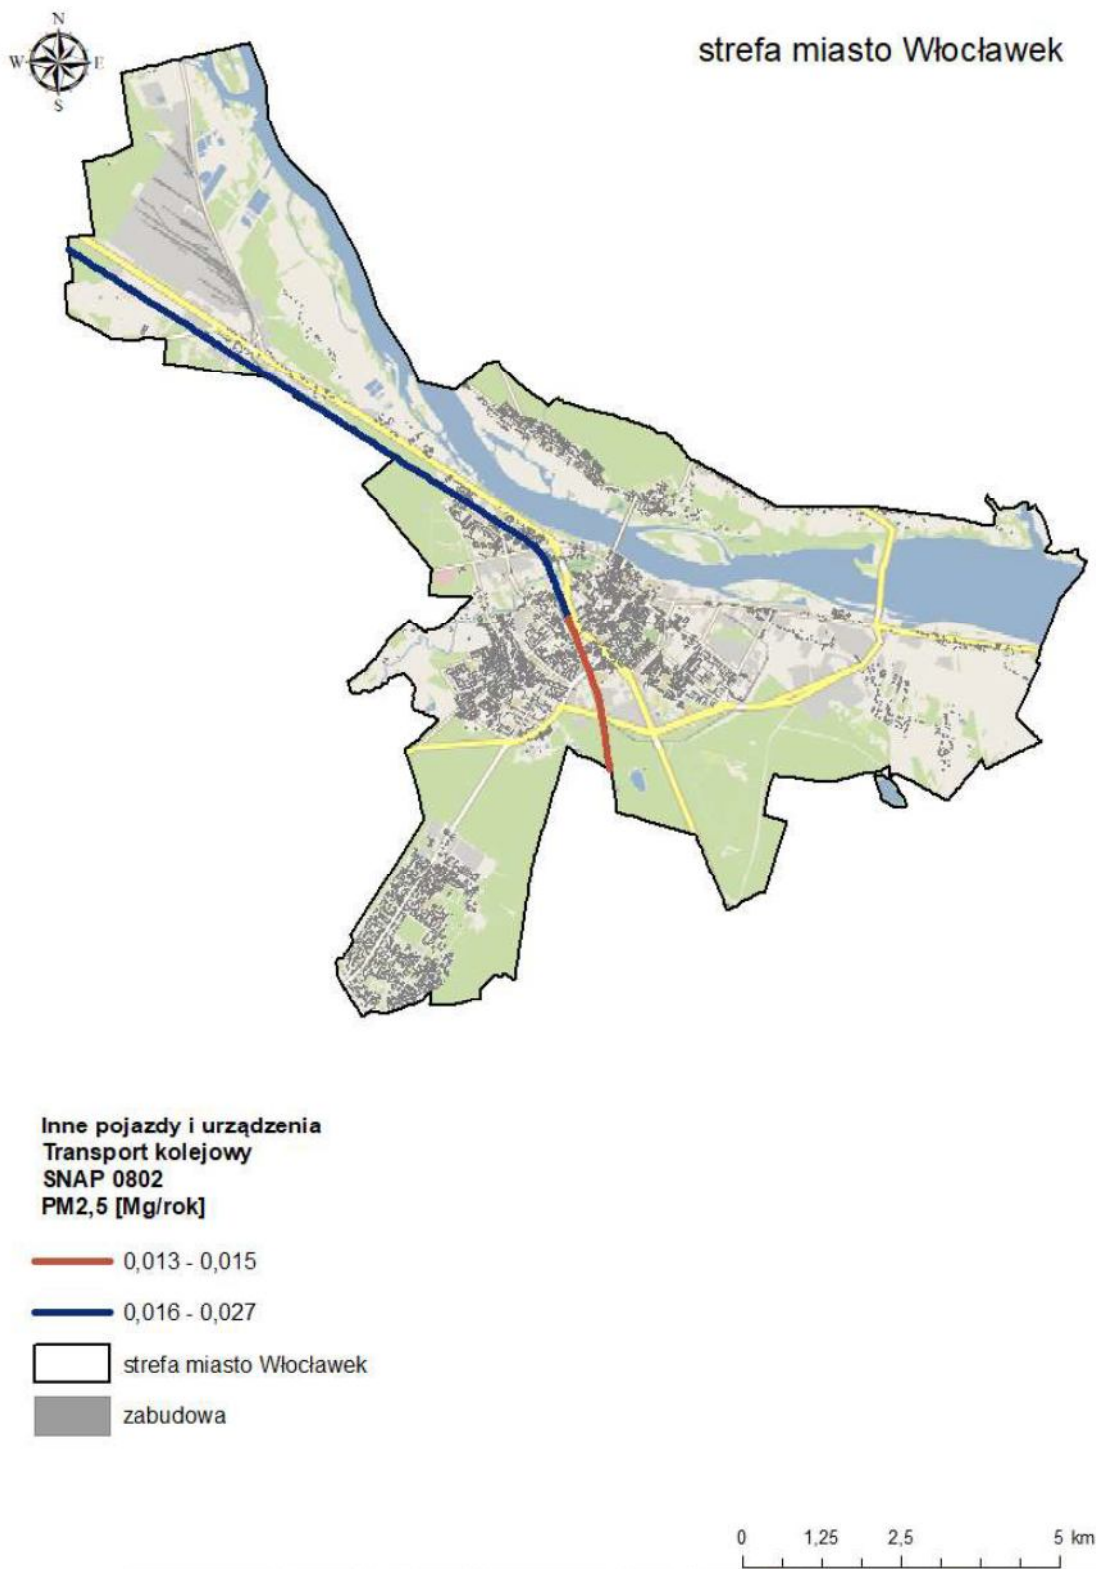 N
W E
S
strefa miasto Włocławek
Inne pojazdy i urządzenia
Transport kolejowy
SNAP 0802
PM2,5 [Mg/rok]
0,013 - 0,015
0,016 - 0,027
strefa miasto Włocławek
zabudowa
0 1,25 2,5 5 km